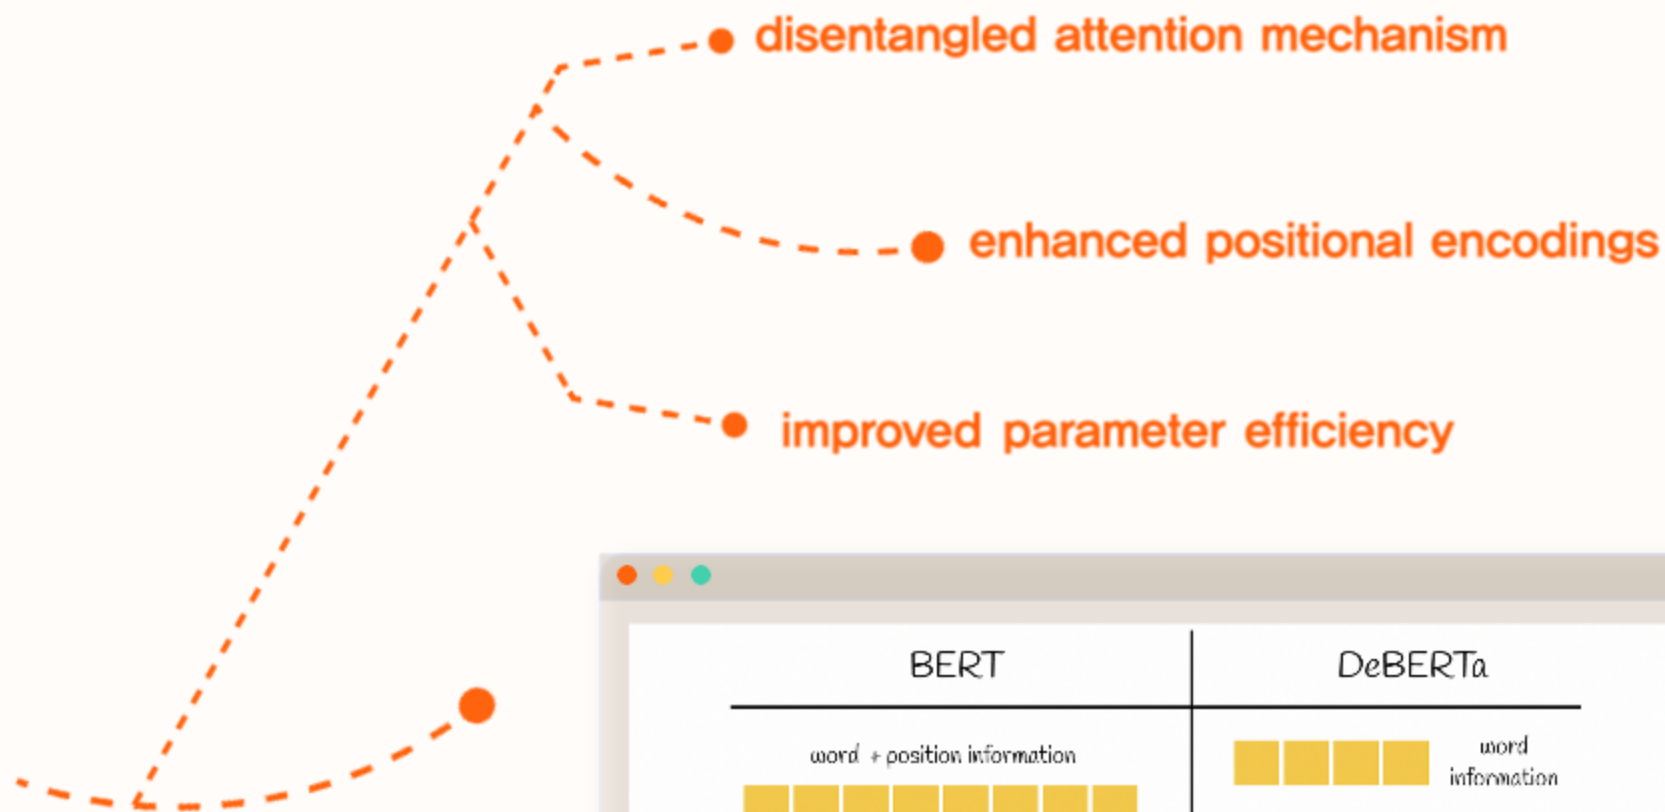 disentangled attention mechanism
enhanced positional encodings
improved parameter efficiency
BERT
DeBERTa
word + position information
word
information